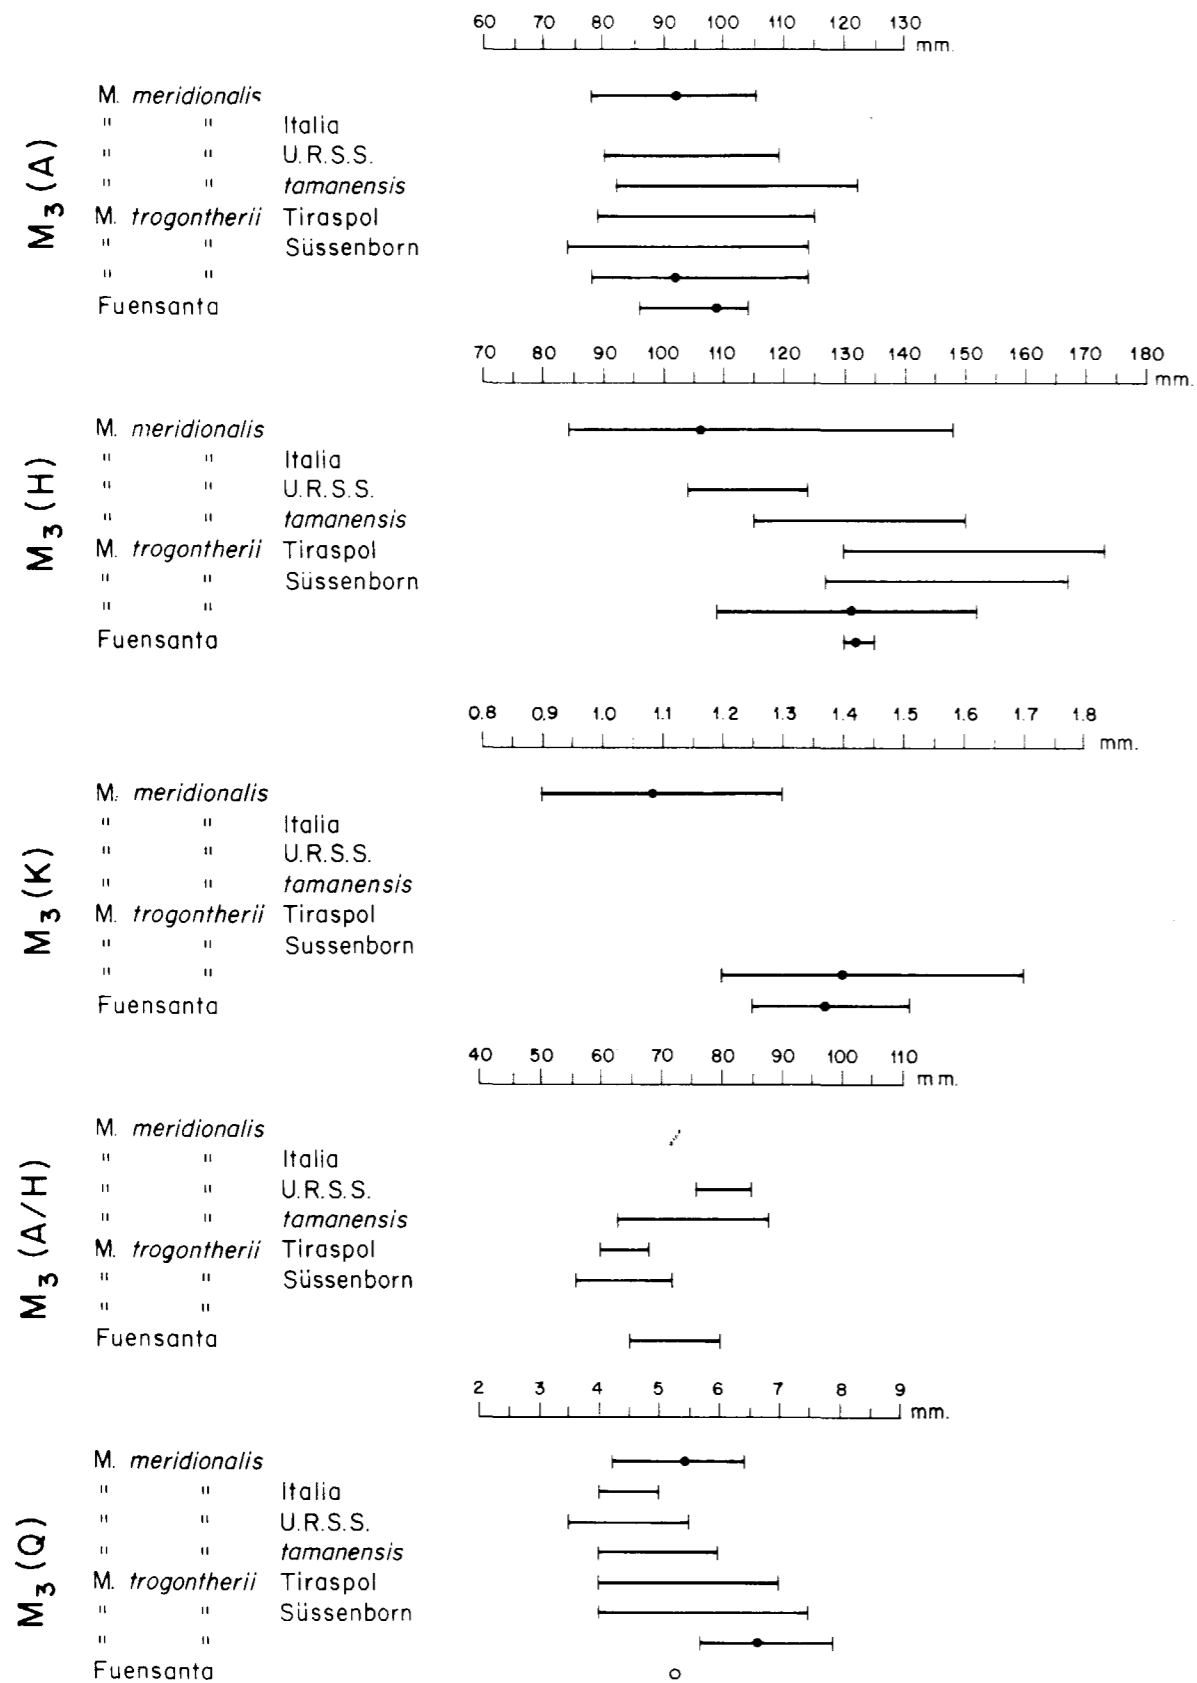 60 70 80 90 100 110 120 130
mm.
M₃(A)
M. meridionalis
" " Italia
" " U.R.S.S.
" " tamanensis
M. trogontherii Tiraspol
" " Süssenborn
" "
Fuensanta
70 80 90 100 110 120 130 140 150 160 170 180
mm.
M₃(H)
M. meridionalis
" " Italia
" " U.R.S.S.
" " tamanensis
M. trogontherii Tiraspol
" " Süssenborn
" "
Fuensanta
0.8 0.9 1.0 1.1 1.2 1.3 1.4 1.5 1.6 1.7 1.8
mm.
M₃(K)
M. meridionalis
" " Italia
" " U.R.S.S.
" " tamanensis
M. trogontherii Tiraspol
" " Sussenborn
" "
Fuensanta
40 50 60 70 80 90 100 110
mm.
M₃(A/H)
M. meridionalis
" " Italia
" " U.R.S.S.
" " tamanensis
M. trogontherii Tiraspol
" " Süssenborn
" "
Fuensanta
2 3 4 5 6 7 8 9
mm.
M₃(Q)
M. meridionalis
" " Italia
" " U.R.S.S.
" " tamanensis
M. trogontherii Tiraspol
" " Süssenborn
" "
Fuensanta